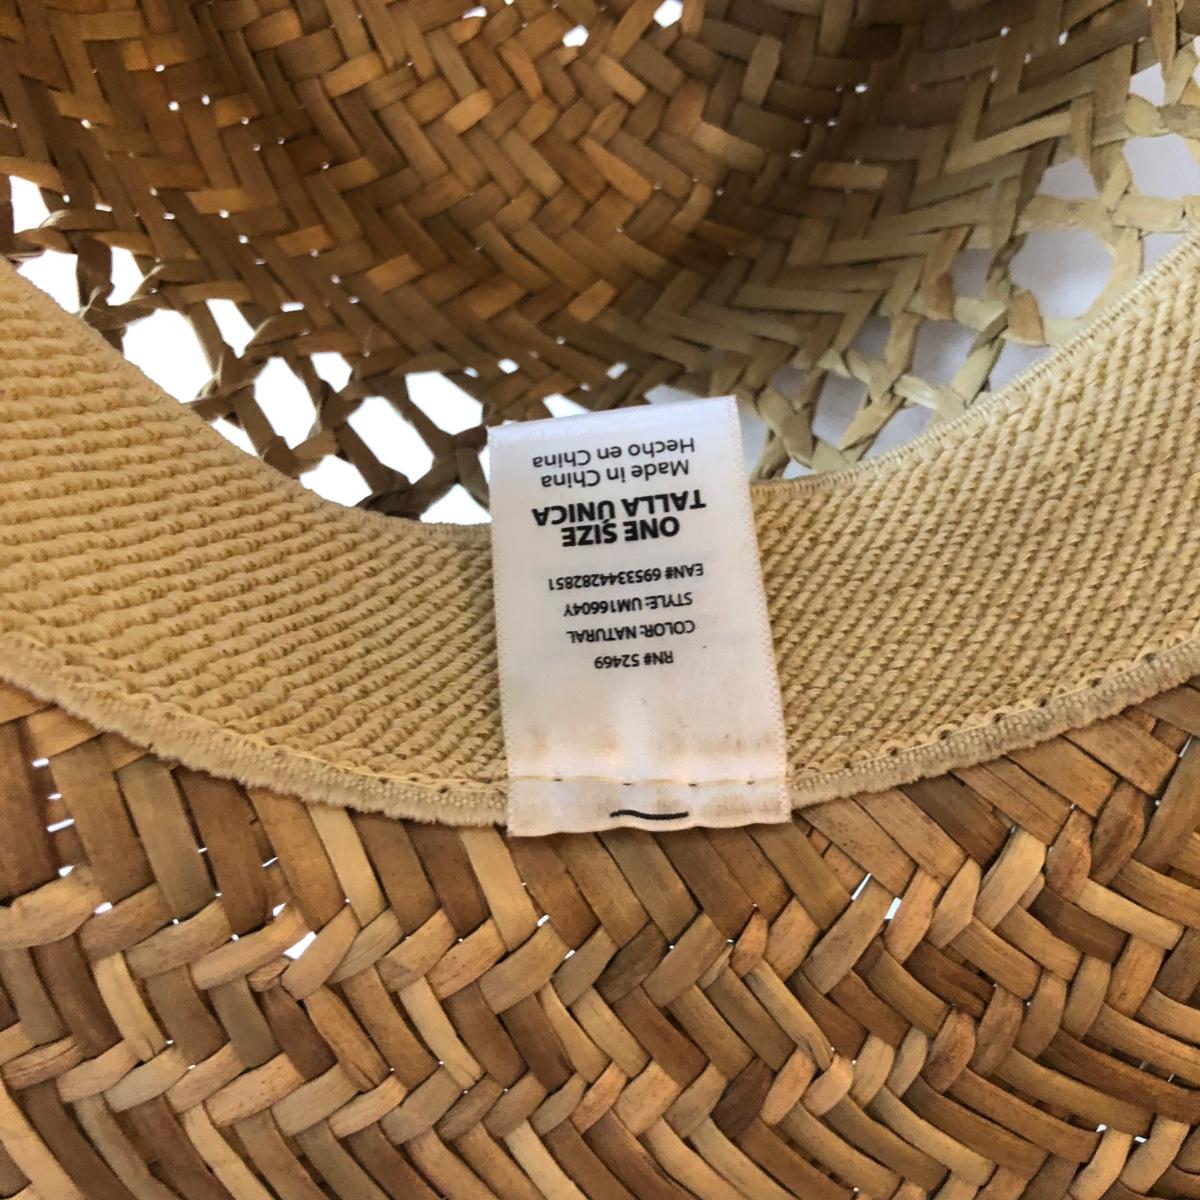 RN# 52469
COLOR: NATURAL
STYLE: UM16604Y
EAN# 6953344282851
ONE SIZE
TALLA ÚNICA
Made in China
Hecho en China